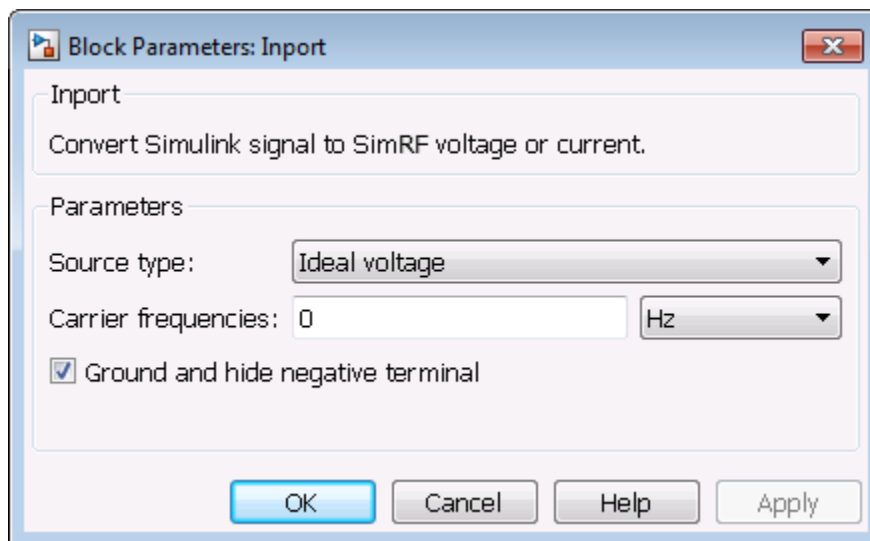 Block Parameters: Inport
Inport
Convert Simulink signal to SimRF voltage or current.
Parameters
Source type: Ideal voltage
Carrier frequencies: 0 Hz
Ground and hide negative terminal
OK Cancel Help Apply